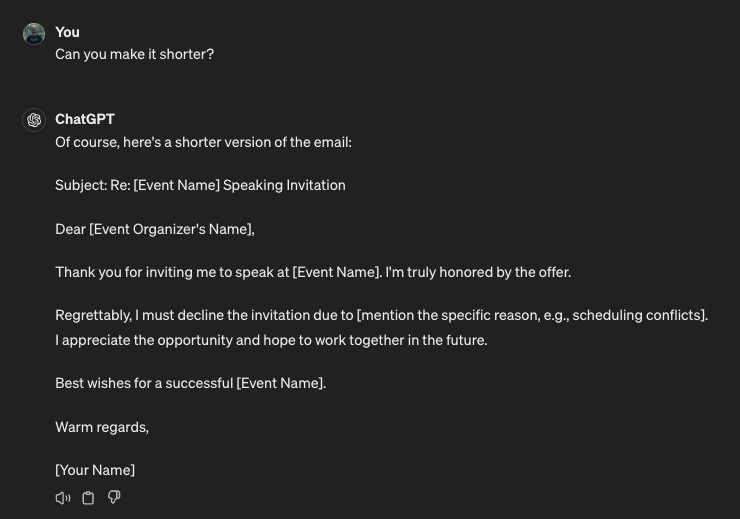 You
Can you make it shorter?
ChatGPT
Of course, here's a shorter version of the email:
Subject: Re: [Event Name] Speaking Invitation
Dear [Event Organizer's Name],
Thank you for inviting me to speak at [Event Name]. I'm truly honored by the offer.
Regrettably, I must decline the invitation due to [mention the specific reason, e.g., scheduling conflicts].
I appreciate the opportunity and hope to work together in the future.
Best wishes for a successful [Event Name].
Warm regards,
[Your Name]